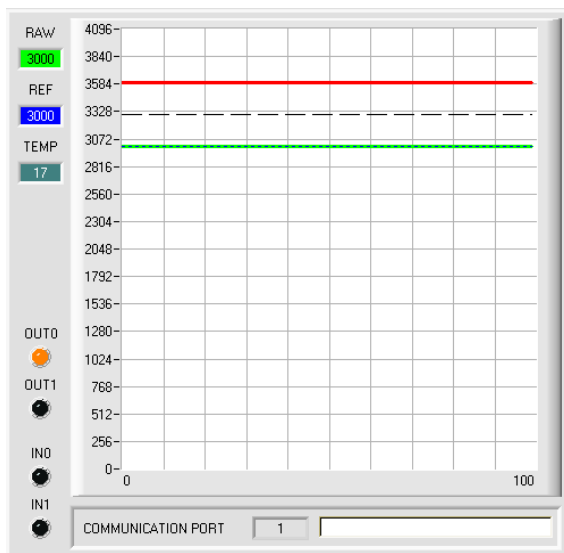 RAW
3000
REF
3000
TEMP
17
OUT0
OUT1
IN0
IN1
4096
3840
3584
3328
3072
2816
2560
2304
2048
1792
1536
1280
1024
768
512
256
0
0 100
COMMUNICATION PORT 1